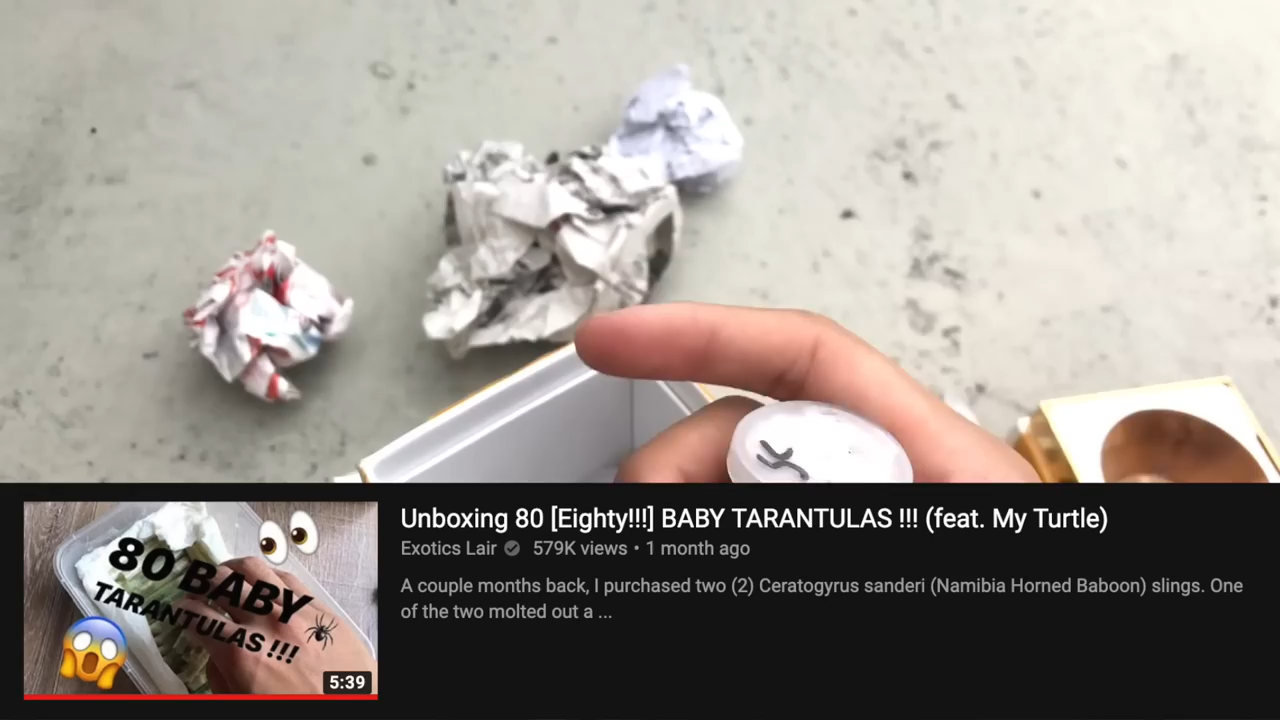 Unboxing 80 [Eighty!!!] BABY TARANTULAS !!! (feat. My Turtle)
Exotics Lair 579K views • 1 month ago
A couple months back, I purchased two (2) Ceratogyrus sanderi (Namibia Horned Baboon) slings. One
of the two molted out a ...
80 BABY
TARANTULAS !!!
5:39